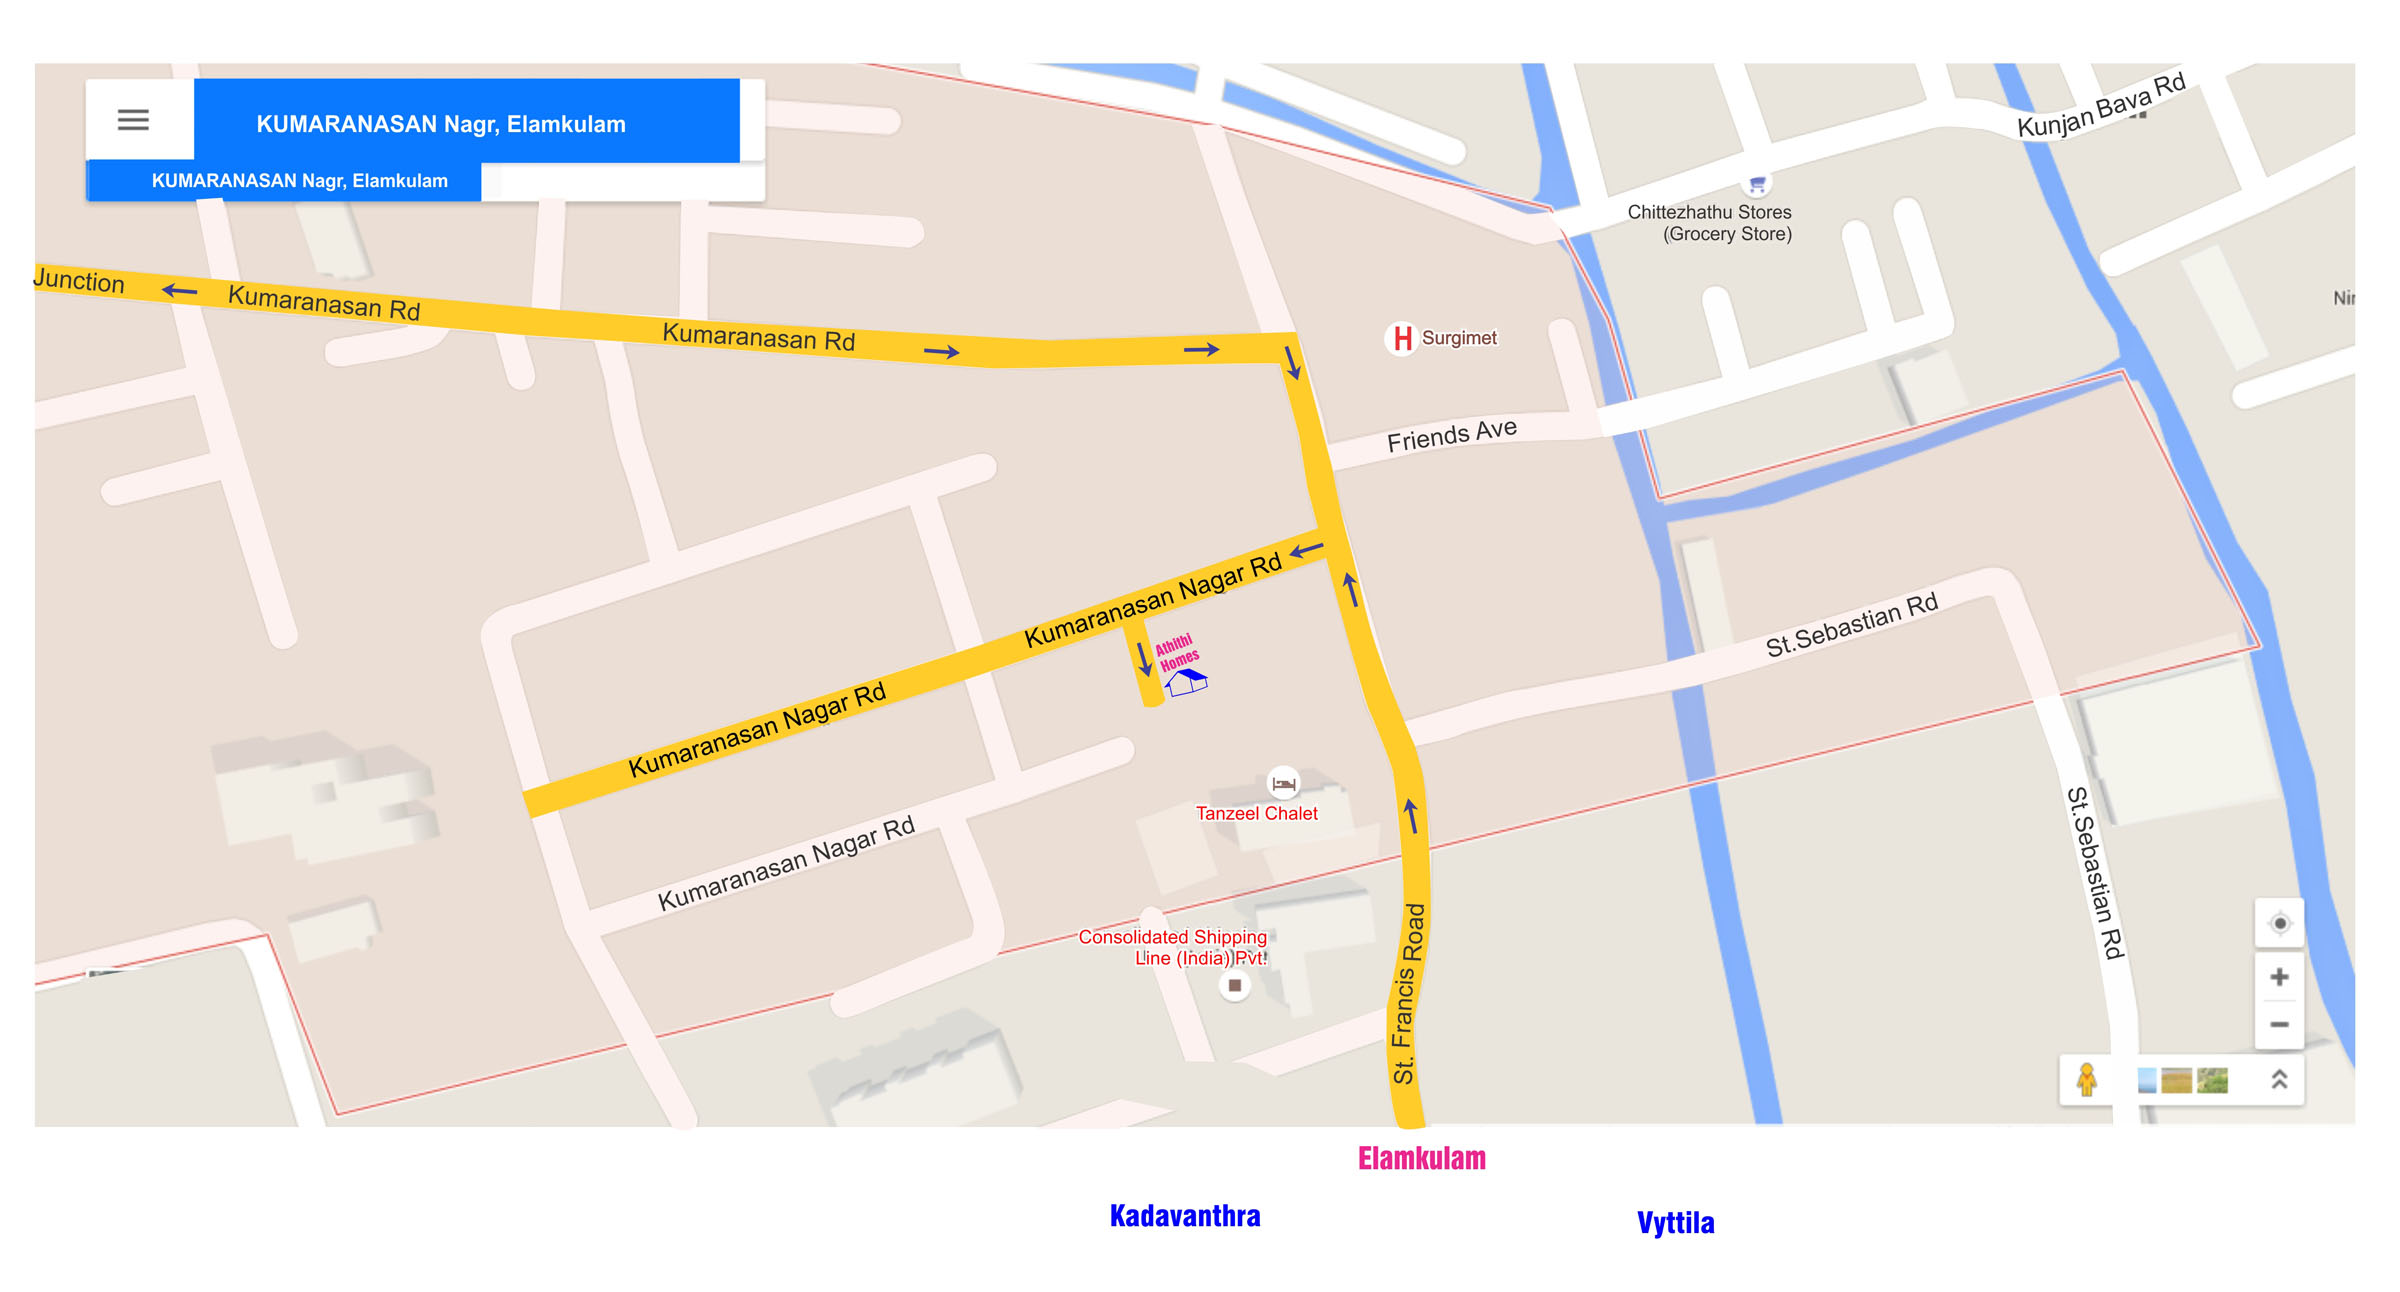 KUMARANASAN Nagr, Elamkulam
KUMARANASAN Nagr, Elamkulam
Kunjan Bava Rd
Chittezhathu Stores
(Grocery Store)
Junction
Kumaranasan Rd
Kumaranasan Rd
H Surgimet
Friends Ave
Kumaranasan Nagar Rd
Athithi
Homes
St.Sebastian Rd
Kumaranasan Nagar Rd
Tanzeel Chalet
Kumaranasan Nagar Rd
St.Sebastian Rd
Consolidated Shipping
Line (India) Pvt.
St. Francis Road
Elamkulam
Kadavanthra
Vyttila